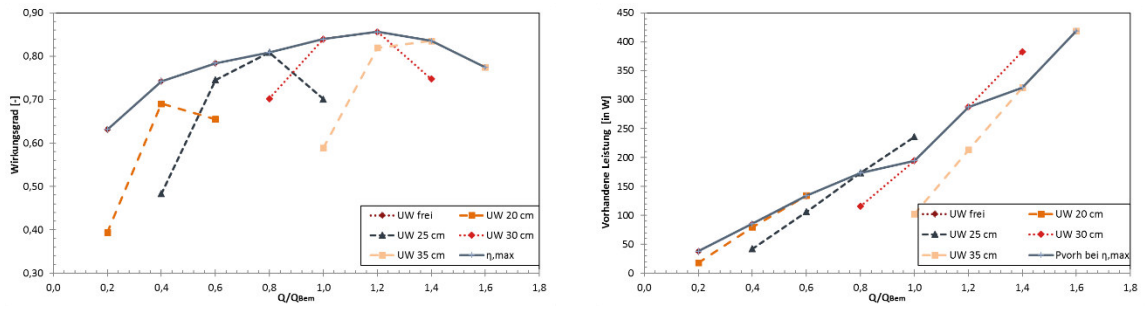 0,90
0,80
0,70
0,60
0,50
0,40
0,30
Wirkungsgrad [-]
0,0 0,2 0,4 0,6 0,8 1,0 1,2 1,4 1,6 1,8
Q/QBem
UW frei UW 20 cm
UW 25 cm UW 30 cm
UW 35 cm η,max
450
400
350
300
250
200
150
100
50
0
Vorhandene Leistung [in W]
0,0 0,2 0,4 0,6 0,8 1,0 1,2 1,4 1,6 1,8
Q/QBem
UW frei UW 20 cm
UW 25 cm UW 30 cm
UW 35 cm Pvorh bei η,max